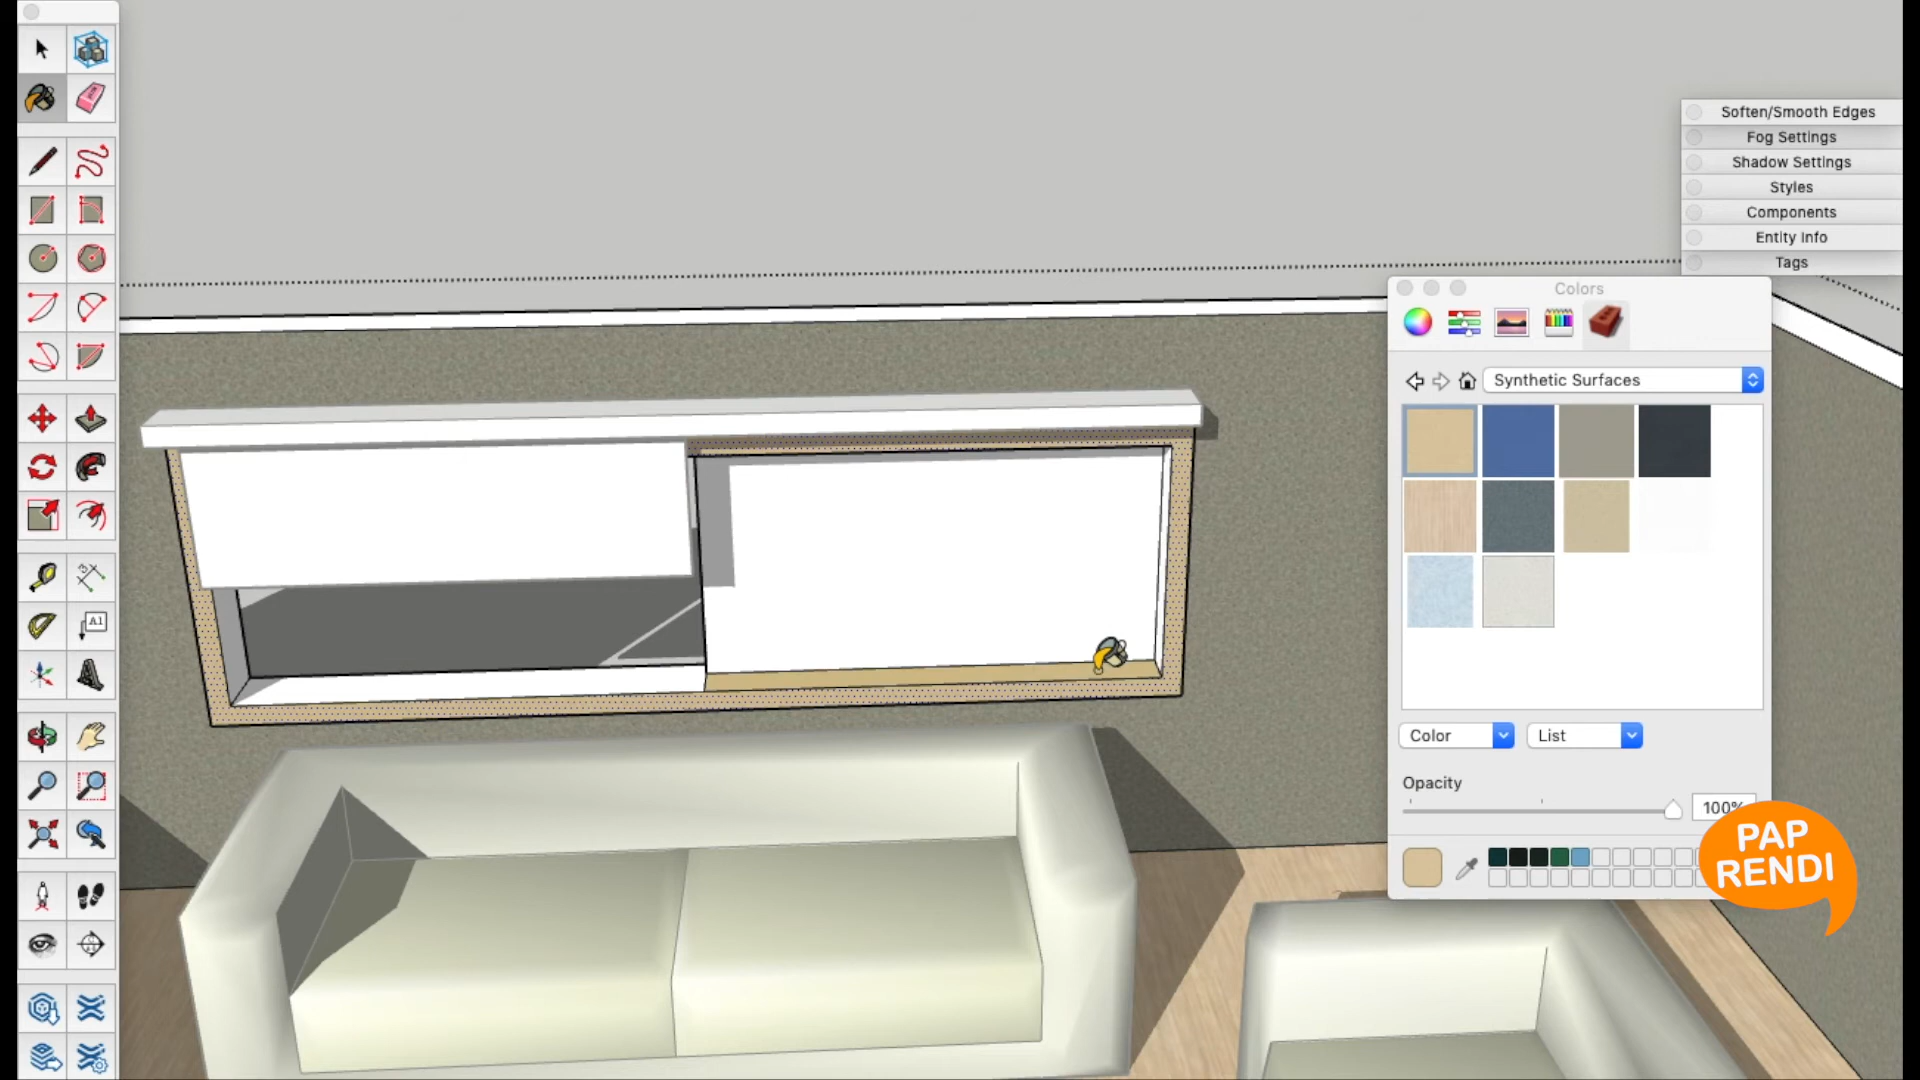 Soften/Smooth Edges
Fog Settings
Shadow Settings
Styles
Components
Entity Info
Tags
Colors
Synthetic Surfaces
A1
Color
List
Opacity
100%
PAP
RENDI